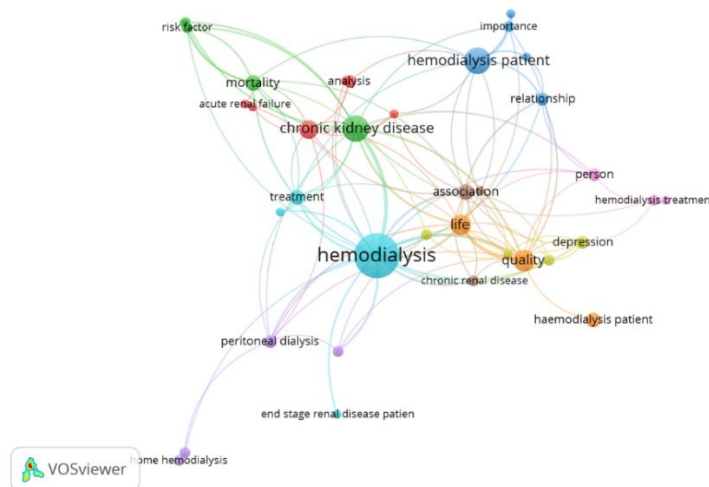 risk factor
importance
hemodialysis patient
mortality
analysis
acute renal failure
relationship
chronic kidney disease
person
association
treatment
hemodialysis treatmen
life
depression
hemodialysis
quality
chronic renal disease
haemodialysis patient
peritoneal dialysis
end stage renal disease patien
home hemodialysis
VOSviewer